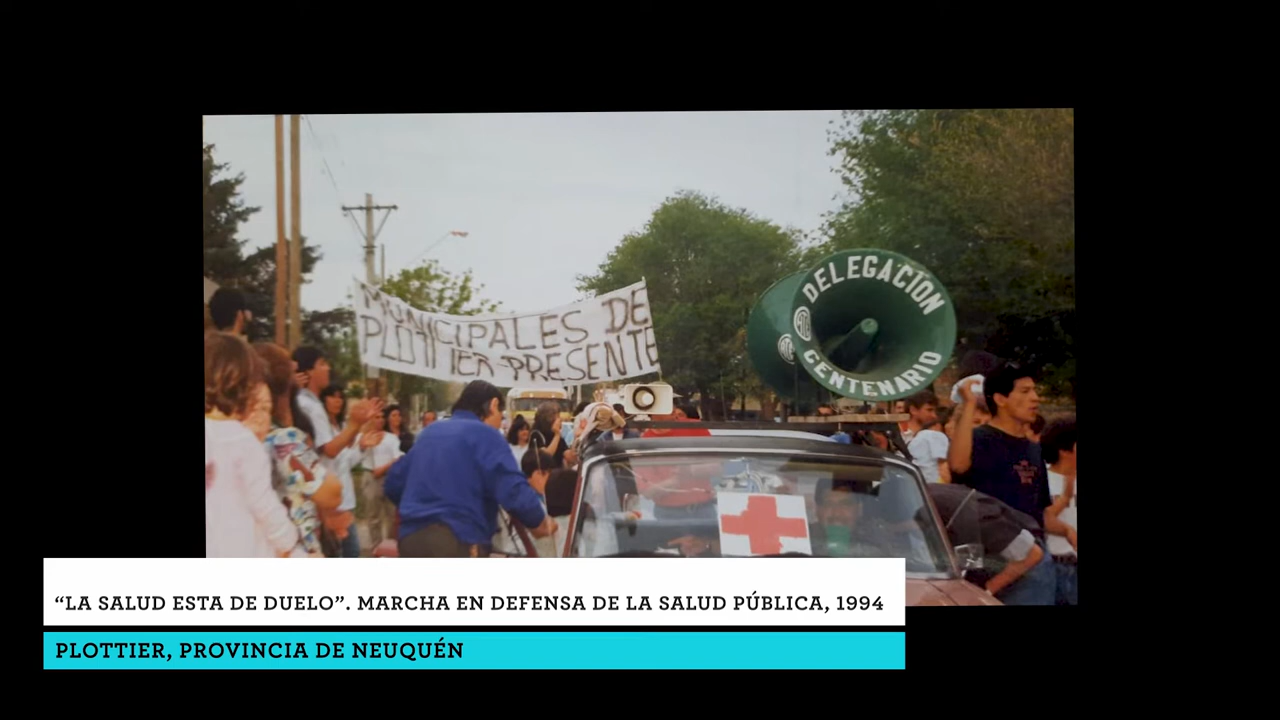 MUNICIPALES DE
PLOTTIER PRESENTE
DELEGACIÓN
CENTENARIO
“LA SALUD ESTA DE DUELO”. MARCHA EN DEFENSA DE LA SALUD PÚBLICA, 1994
PLOTTIER, PROVINCIA DE NEUQUÉN